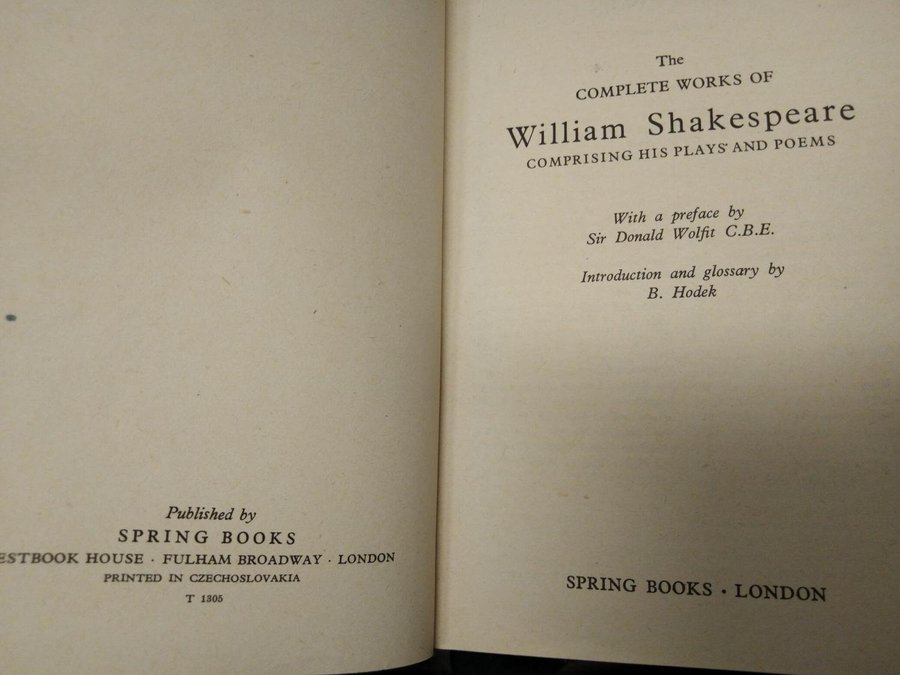 Published by
SPRING BOOKS
ESTBOOK HOUSE · FULHAM BROADWAY · LONDON
PRINTED IN CZECHOSLOVAKIA
T 1305
The
COMPLETE WORKS OF
William Shakespeare
COMPRISING HIS PLAYS AND POEMS
With a preface by
Sir Donald Wolfit C.B.E.
Introduction and glossary by
B. Hodek
SPRING BOOKS · LONDON